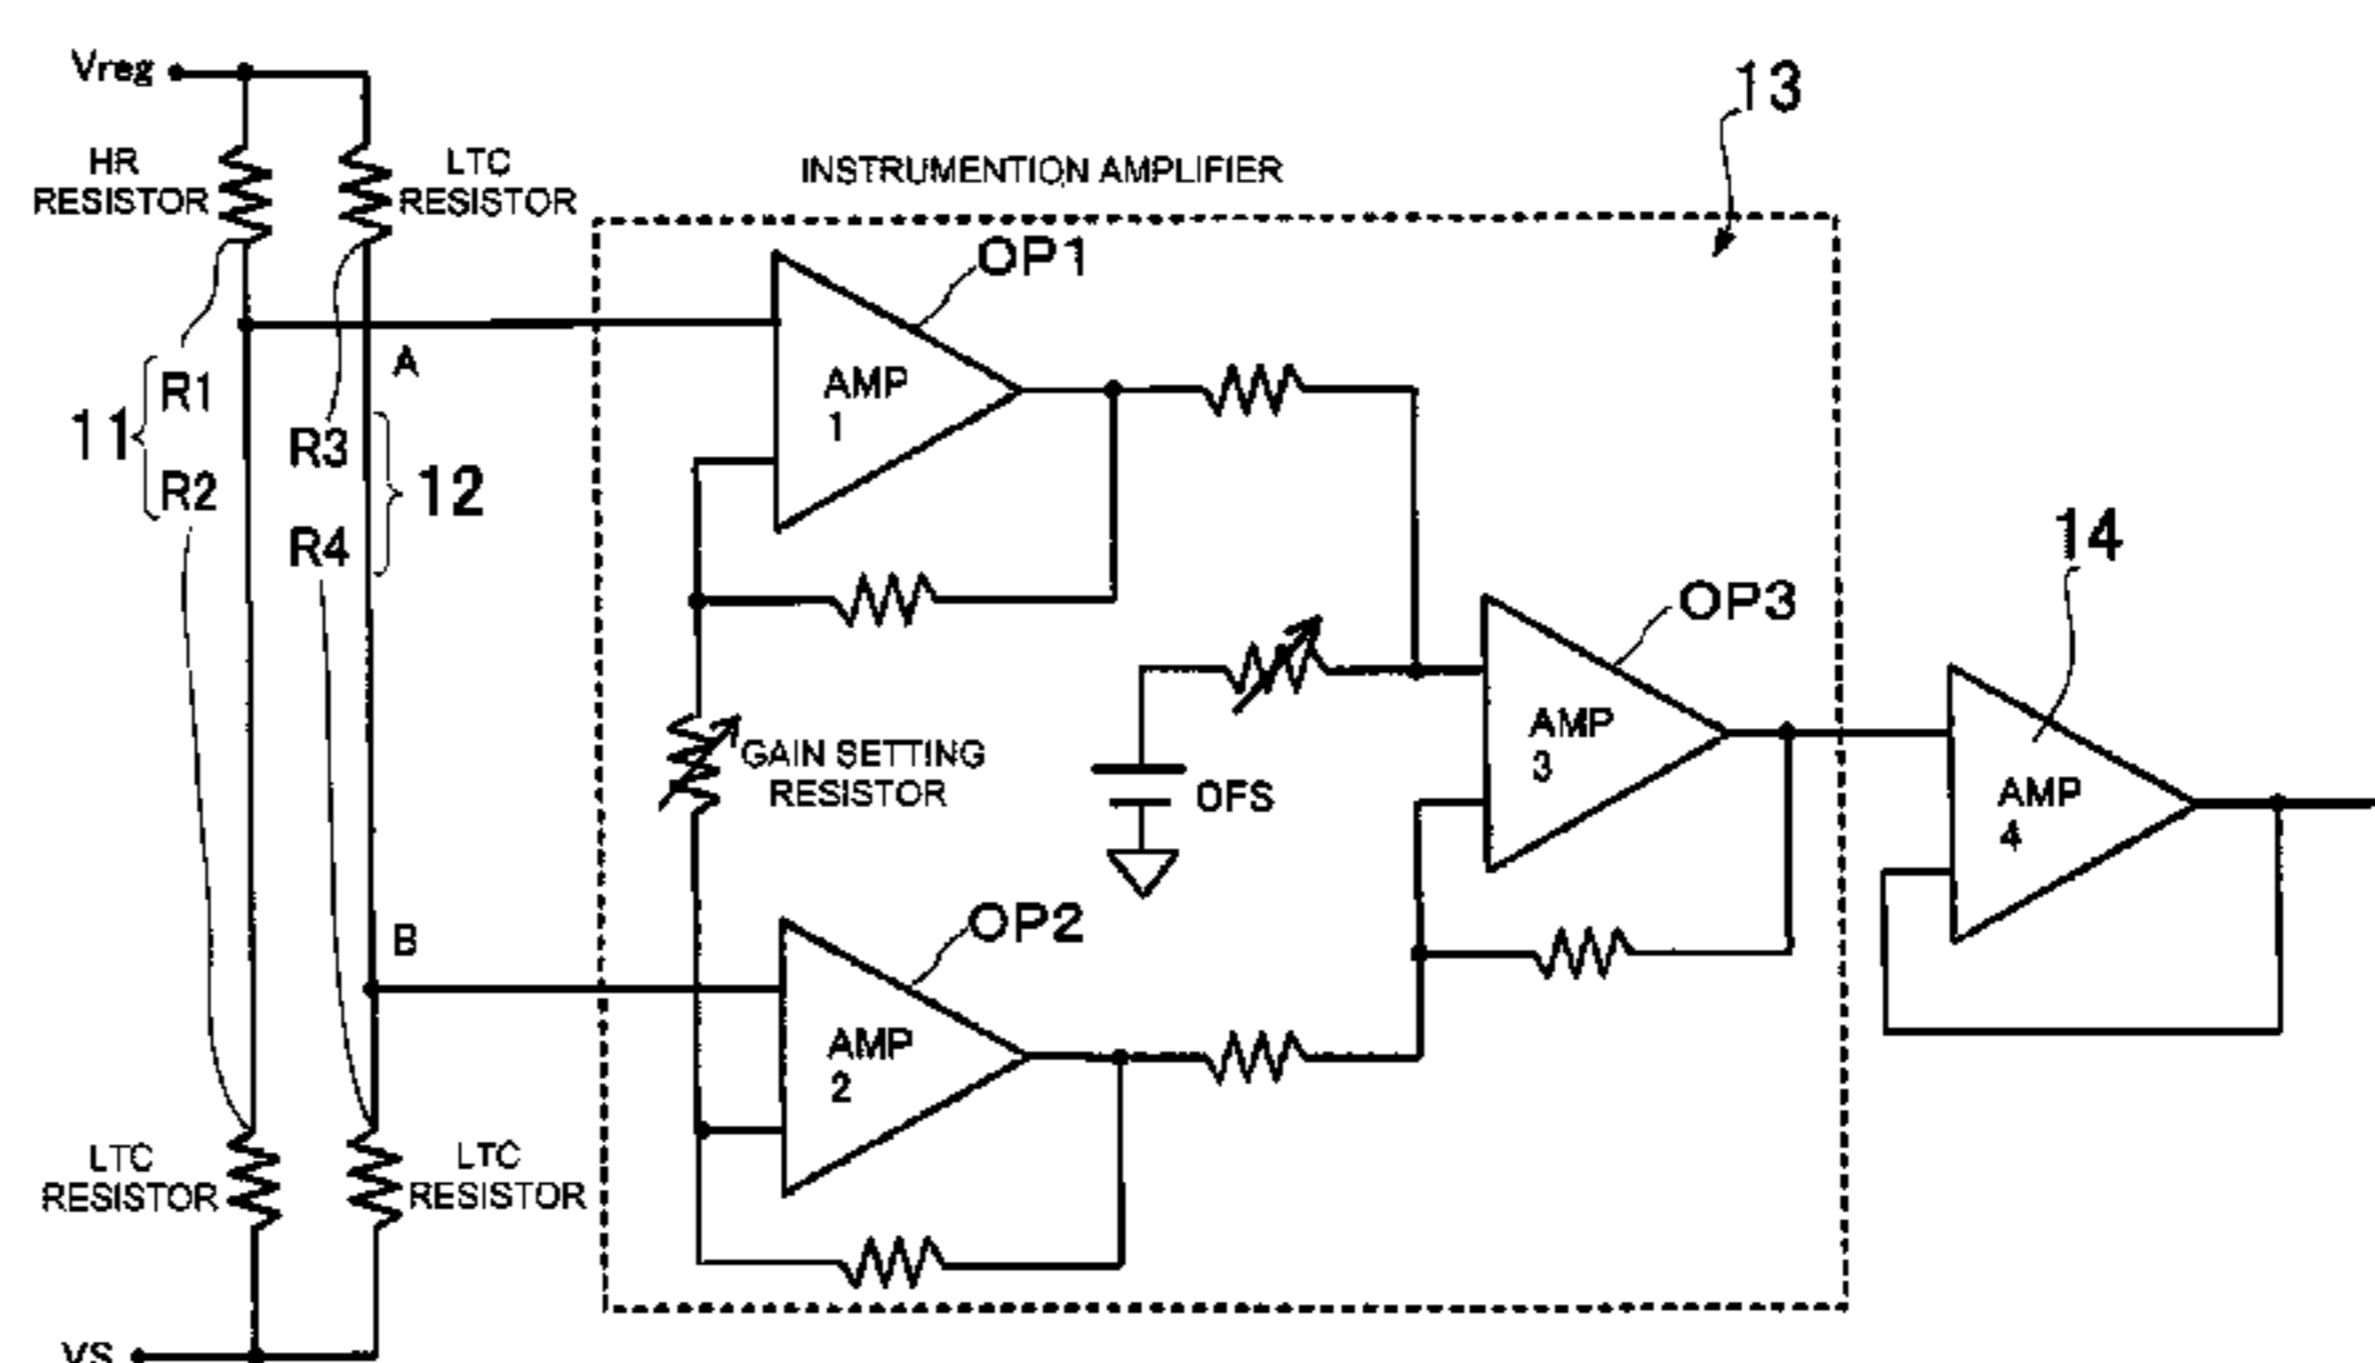 Vreg
13
HR
RESISTOR
LTC
RESISTOR
INSTRUMENTION AMPLIFIER
OP1
A
AMP
1
R1
11
R3
R2
12
R4
14
OP3
AMP
3
GAIN SETTING
RESISTOR
OFS
AMP
4
B
OP2
AMP
2
LTC
RESISTOR
LTC
RESISTOR
VS